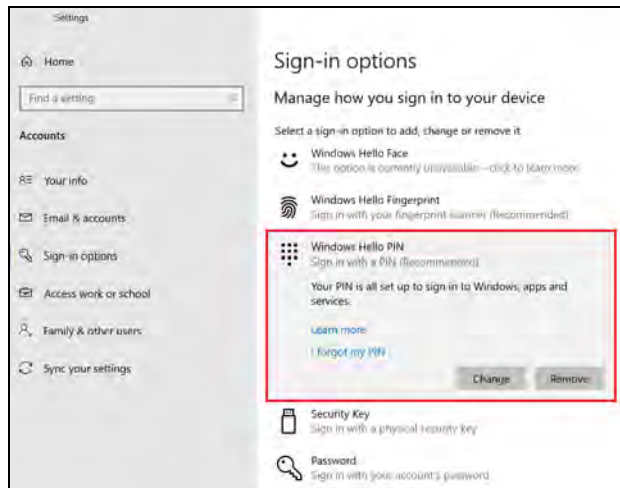 Settings
Home
Find a setting
Accounts
Your info
Email & accounts
Sign-in options
Access work or school
Family & other users
Sync your settings
Sign-in options
Manage how you sign in to your device
Select a sign-in option to add, change or remove it
Windows Hello Face
This option is currently unavailable—click to learn more
Windows Hello Fingerprint
Sign in with your fingerprint scanner (Recommended)
Windows Hello PIN
Sign in with a PIN (Recommended)
Your PIN is all set up to sign in to Windows, apps and
services.
Learn more
I forgot my PIN
Change
Remove
Security Key
Sign in with a physical security key
Password
Sign in with your account's password